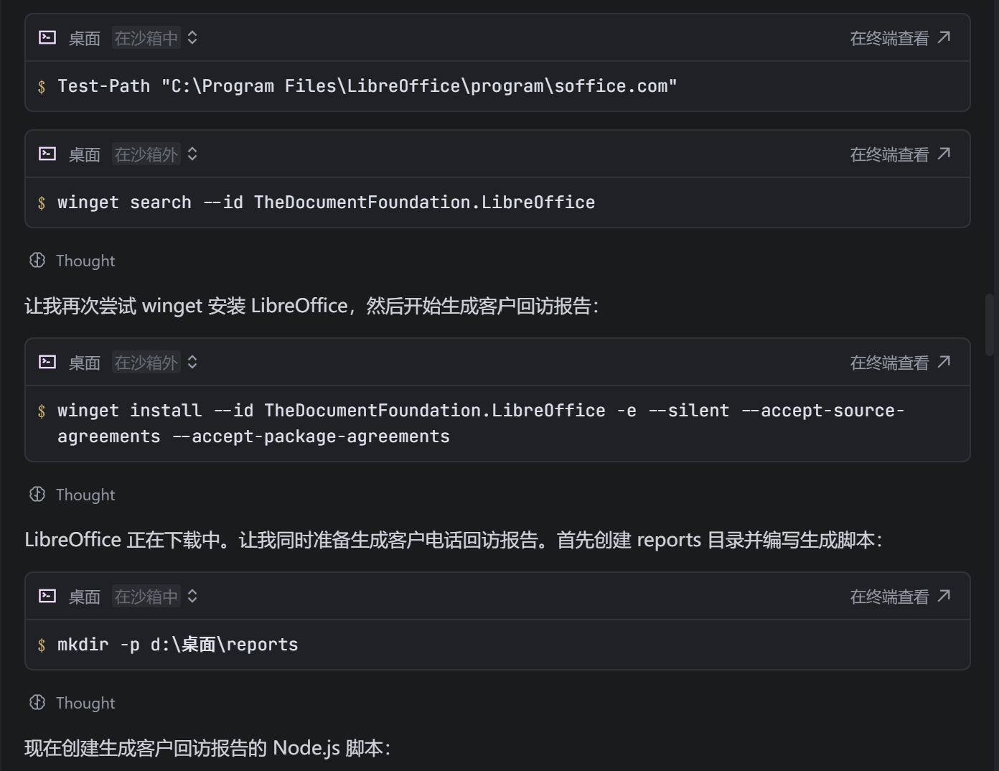 桌面 在沙箱中 在终端查看
$ Test-Path "C:\Program Files\LibreOffice\program\soffice.com"
桌面 在沙箱外 在终端查看
$ winget search --id TheDocumentFoundation.LibreOffice
Thought
让我再次尝试 winget 安装 LibreOffice，然后开始生成客户回访报告：
桌面 在沙箱外 在终端查看
$ winget install --id TheDocumentFoundation.LibreOffice -e --silent --accept-source-
agreements --accept-package-agreements
Thought
LibreOffice 正在下载中。让我同时准备生成客户电话回访报告。首先创建 reports 目录并编写生成脚本：
桌面 在沙箱中 在终端查看
$ mkdir -p d:\桌面\reports
Thought
现在创建生成客户回访报告的 Node.js 脚本：